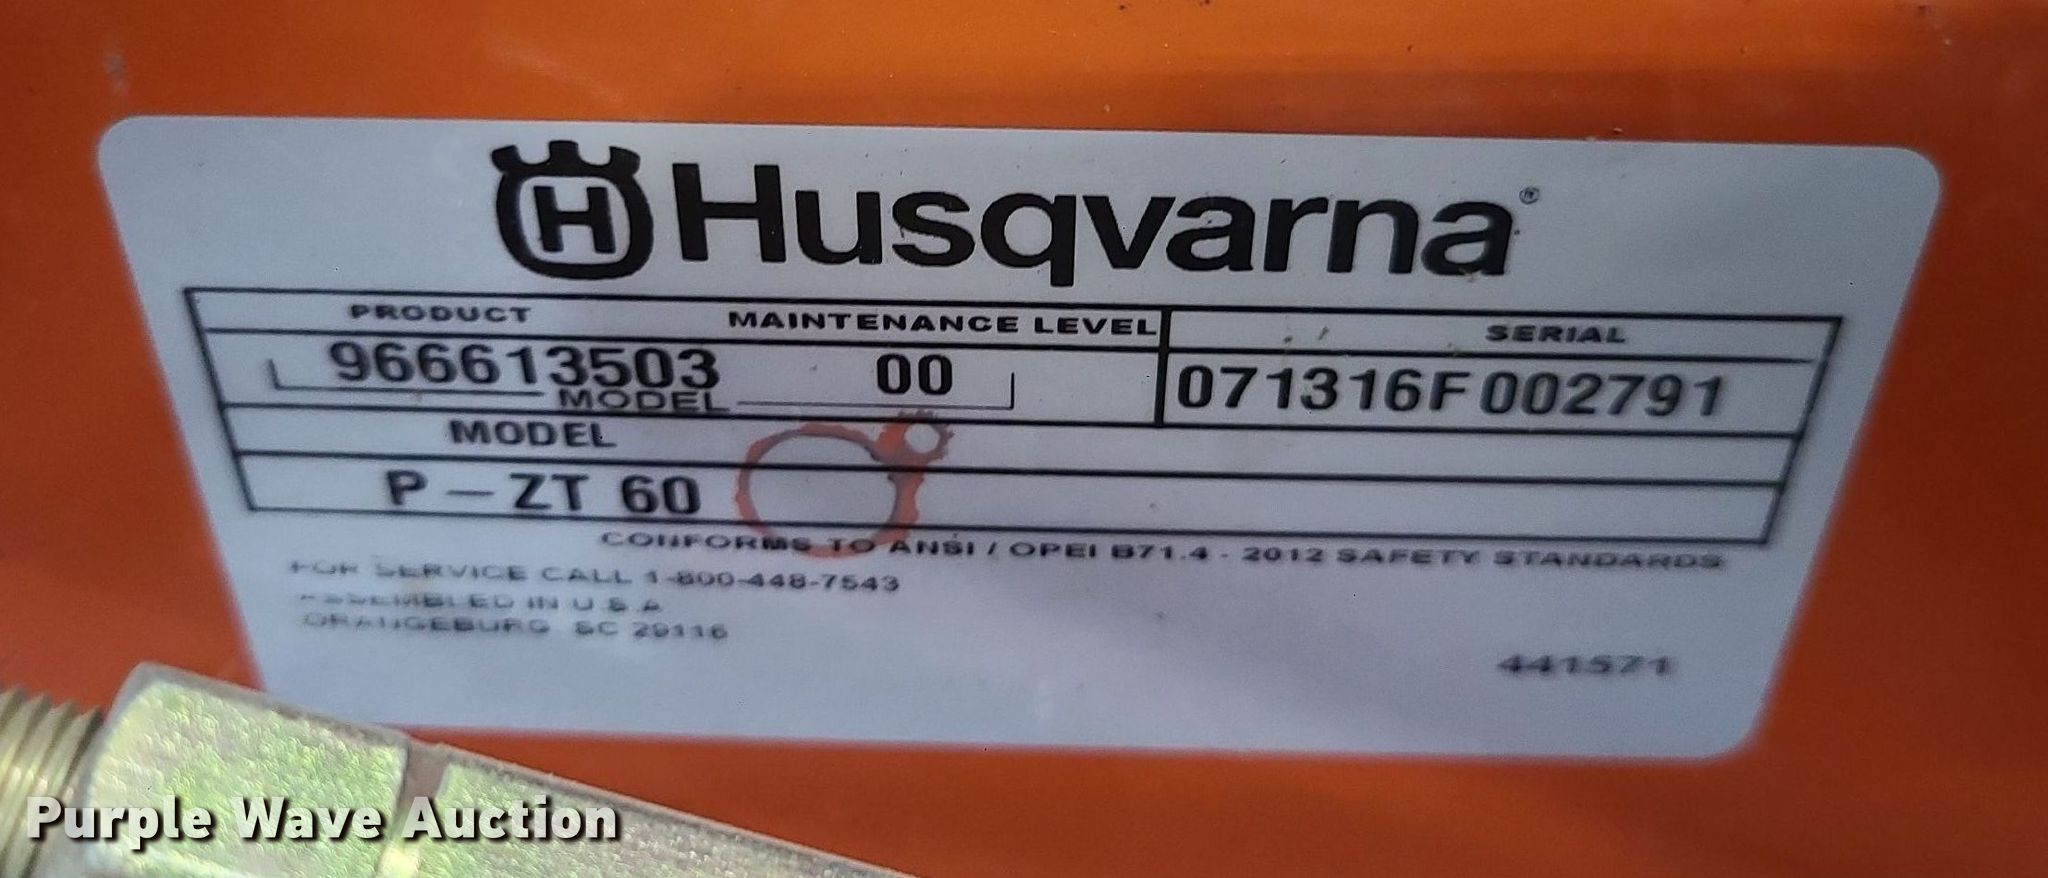 H Husqvarna®
PRODUCT MAINTENANCE LEVEL SERIAL
966613503 00 071316F002791
MODEL
MODEL
P-ZT 60
CONFORMS TO ANSI / OPEI B71.4 - 2012 SAFETY STANDARDS
FOR SERVICE CALL 1-800-448-7543
ASSEMBLED IN U.S.A
ORANGEBURG SC 29116
441571
Purple Wave Auction